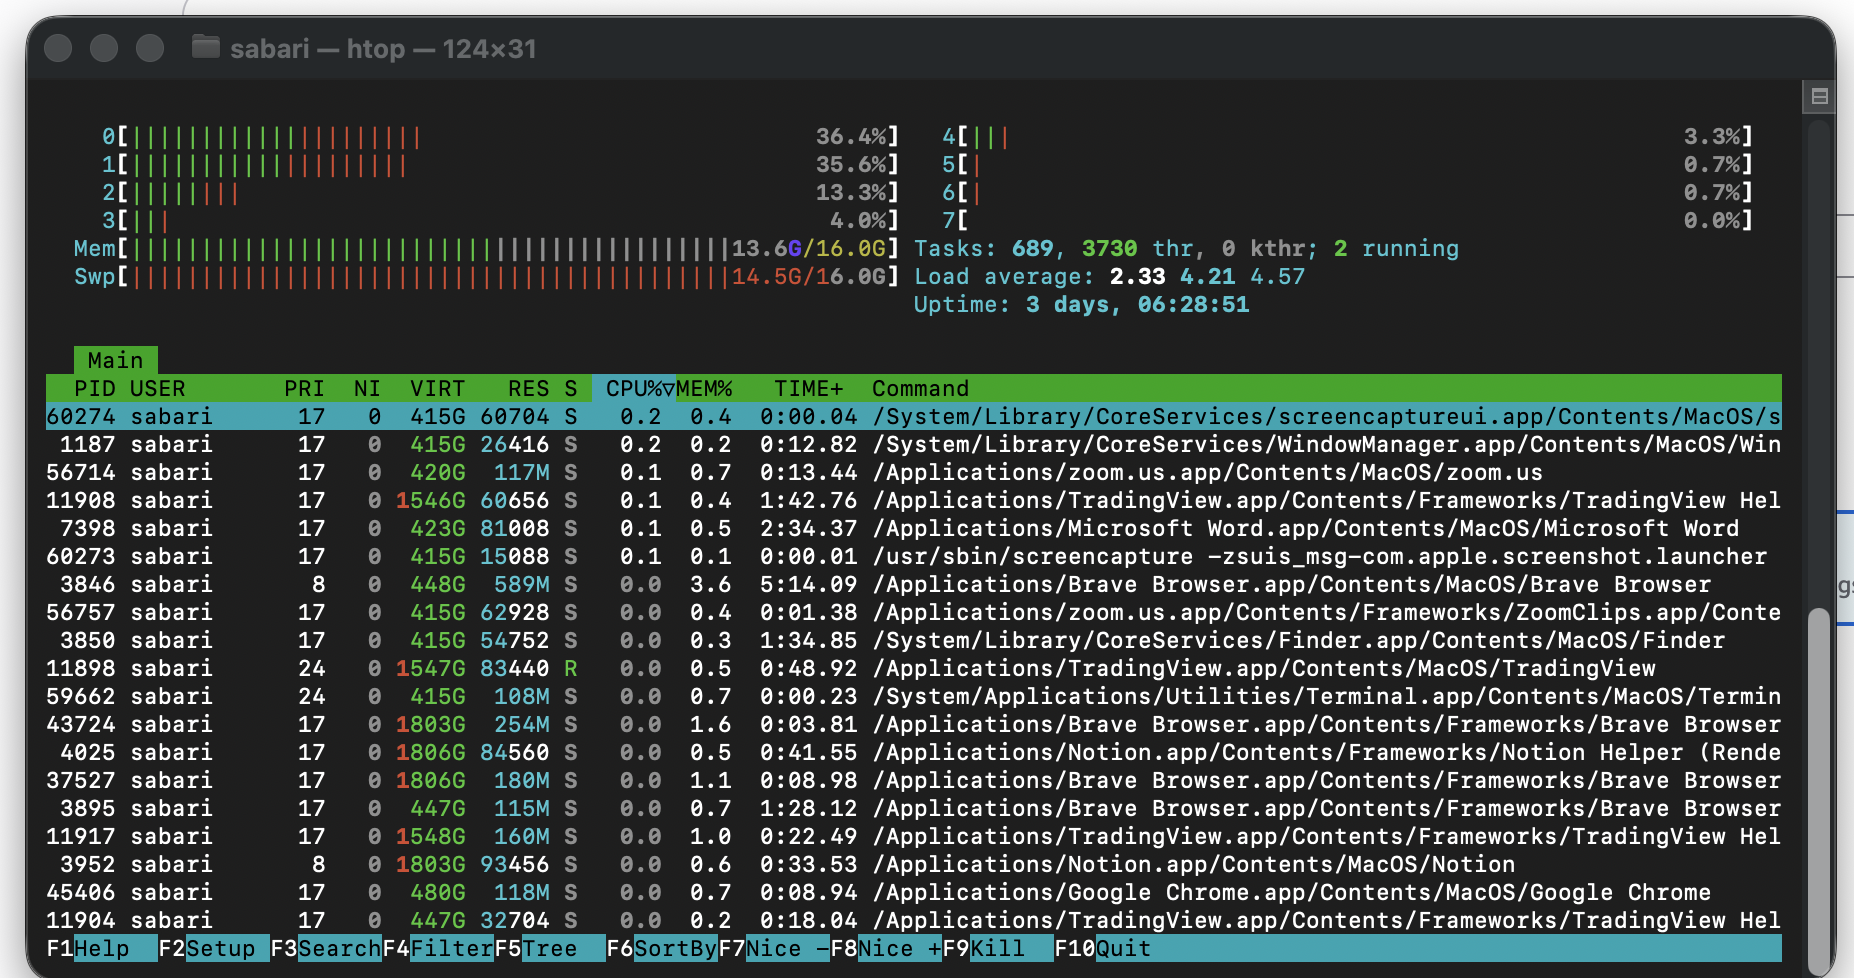 sabari — htop — 124×31
0[||||||||||||||||||||| 36.4%] 4[||| 3.3%]
1[|||||||||||||||||||| 35.6%] 5[| 0.7%]
2[|||||||| 13.3%] 6[| 0.7%]
3[||| 4.0%] 7[ 0.0%]
Mem[|||||||||||||||||||||||||||||||||||||||||||13.6G/16.0G] Tasks: 689, 3730 thr, 0 kthr; 2 running
Swp[|||||||||||||||||||||||||||||||||||||||||||14.5G/16.0G] Load average: 2.33 4.21 4.57
Uptime: 3 days, 06:28:51
Main
PID USER PRI NI VIRT RES S CPU%▽MEM% TIME+ Command
60274 sabari 17 0 415G 60704 S 0.2 0.4 0:00.04 /System/Library/CoreServices/screencaptureui.app/Contents/MacOS/s
1187 sabari 17 0 415G 26416 S 0.2 0.2 0:12.82 /System/Library/CoreServices/WindowManager.app/Contents/MacOS/Win
56714 sabari 17 0 420G 117M S 0.1 0.7 0:13.44 /Applications/zoom.us.app/Contents/MacOS/zoom.us
11908 sabari 17 0 1546G 60656 S 0.1 0.4 1:42.76 /Applications/TradingView.app/Contents/Frameworks/TradingView Hel
7398 sabari 17 0 423G 81008 S 0.1 0.5 2:34.37 /Applications/Microsoft Word.app/Contents/MacOS/Microsoft Word
60273 sabari 17 0 415G 15088 S 0.1 0.1 0:00.01 /usr/sbin/screencapture -zsuis_msg-com.apple.screenshot.launcher
3846 sabari 8 0 448G 589M S 0.0 3.6 5:14.09 /Applications/Brave Browser.app/Contents/MacOS/Brave Browser
56757 sabari 17 0 415G 62928 S 0.0 0.4 0:01.38 /Applications/zoom.us.app/Contents/Frameworks/ZoomClips.app/Conte
3850 sabari 17 0 415G 54752 S 0.0 0.3 1:34.85 /System/Library/CoreServices/Finder.app/Contents/MacOS/Finder
11898 sabari 24 0 1547G 83440 R 0.0 0.5 0:48.92 /Applications/TradingView.app/Contents/MacOS/TradingView
59662 sabari 24 0 415G 108M S 0.0 0.7 0:00.23 /System/Applications/Utilities/Terminal.app/Contents/MacOS/Termin
43724 sabari 17 0 1803G 254M S 0.0 1.6 0:03.81 /Applications/Brave Browser.app/Contents/Frameworks/Brave Browser
4025 sabari 17 0 1806G 84560 S 0.0 0.5 0:41.55 /Applications/Notion.app/Contents/Frameworks/Notion Helper (Rende
37527 sabari 17 0 1806G 180M S 0.0 1.1 0:08.98 /Applications/Brave Browser.app/Contents/Frameworks/Brave Browser
3895 sabari 17 0 447G 115M S 0.0 0.7 1:28.12 /Applications/Brave Browser.app/Contents/Frameworks/Brave Browser
11917 sabari 17 0 1548G 160M S 0.0 1.0 0:22.49 /Applications/TradingView.app/Contents/Frameworks/TradingView Hel
3952 sabari 8 0 1803G 93456 S 0.0 0.6 0:33.53 /Applications/Notion.app/Contents/MacOS/Notion
45406 sabari 17 0 480G 118M S 0.0 0.7 0:08.94 /Applications/Google Chrome.app/Contents/MacOS/Google Chrome
11904 sabari 17 0 447G 32704 S 0.0 0.2 0:18.04 /Applications/TradingView.app/Contents/Frameworks/TradingView Hel
F1Help F2Setup F3SearchF4FilterF5Tree F6SortByF7Nice -F8Nice +F9Kill F10Quit